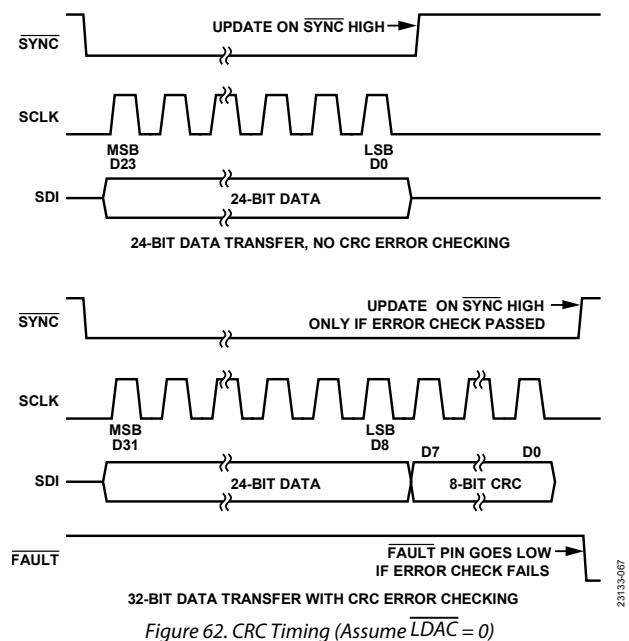 UPDATE ON SYNC HIGH
SYNC
SCLK
MSB
D23
LSB
D0
SDI
24-BIT DATA
24-BIT DATA TRANSFER, NO CRC ERROR CHECKING
UPDATE ON SYNC HIGH
ONLY IF ERROR CHECK PASSED
SYNC
SCLK
MSB
D31
LSB
D8
D7
D0
SDI
24-BIT DATA
8-BIT CRC
FAULT
FAULT PIN GOES LOW
IF ERROR CHECK FAILS
32-BIT DATA TRANSFER WITH CRC ERROR CHECKING
23133-067
Figure 62. CRC Timing (Assume LDAC = 0)